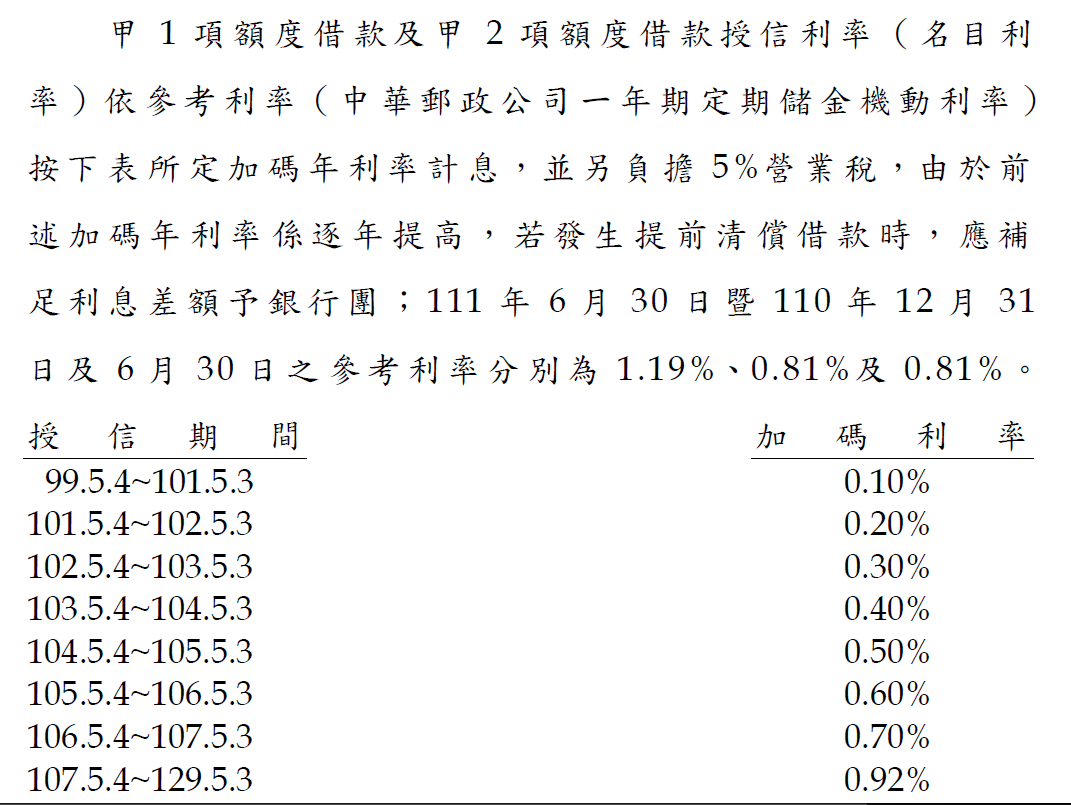 甲 1 項額度借款及甲 2 項額度借款授信利率（名目利
率）依參考利率（中華郵政公司一年期定期儲金機動利率）
按下表所定加碼年利率計息，並另負擔 5%營業稅，由於前
述加碼年利率係逐年提高，若發生提前清償借款時，應補
足利息差額予銀行團；111 年 6 月 30 日暨 110 年 12 月 31
日及 6 月 30 日之參考利率分別為 1.19%、0.81%及 0.81%。
授信期間 加碼利率
99.5.4~101.5.3 0.10%
101.5.4~102.5.3 0.20%
102.5.4~103.5.3 0.30%
103.5.4~104.5.3 0.40%
104.5.4~105.5.3 0.50%
105.5.4~106.5.3 0.60%
106.5.4~107.5.3 0.70%
107.5.4~129.5.3 0.92%